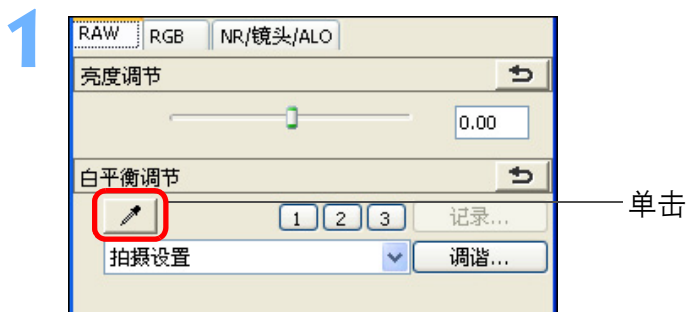 1
RAW RGB NR/镜头/ALO
亮度调节
0.00
白平衡调节
1 2 3 记录...
单击
拍摄设置 调谐...